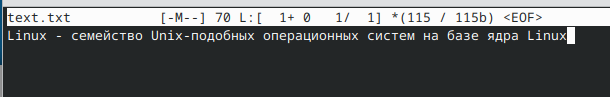 text.txt [-M--] 70 L:[ 1+ 0 1/ 1] *(115 / 115b) <EOF>
Linux - семейство Unix-подобных операционных систем на базе ядра Linux